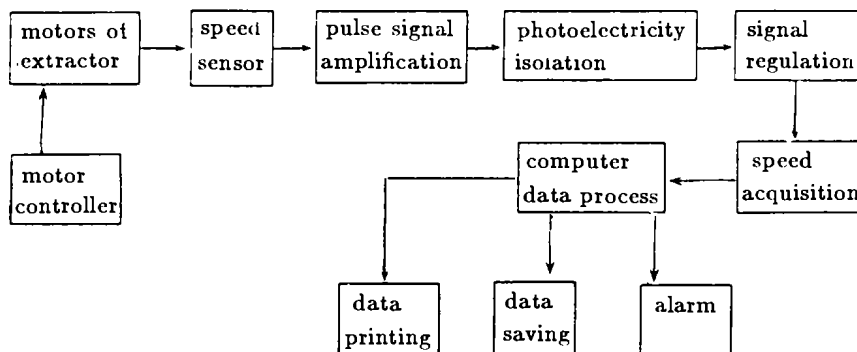 motors of
extractor
speed
sensor
pulse signal
amplification
photoelectricity
isolation
signal
regulation
motor
controller
computer
data process
speed
acquisition
data
printing
data
saving
alarm